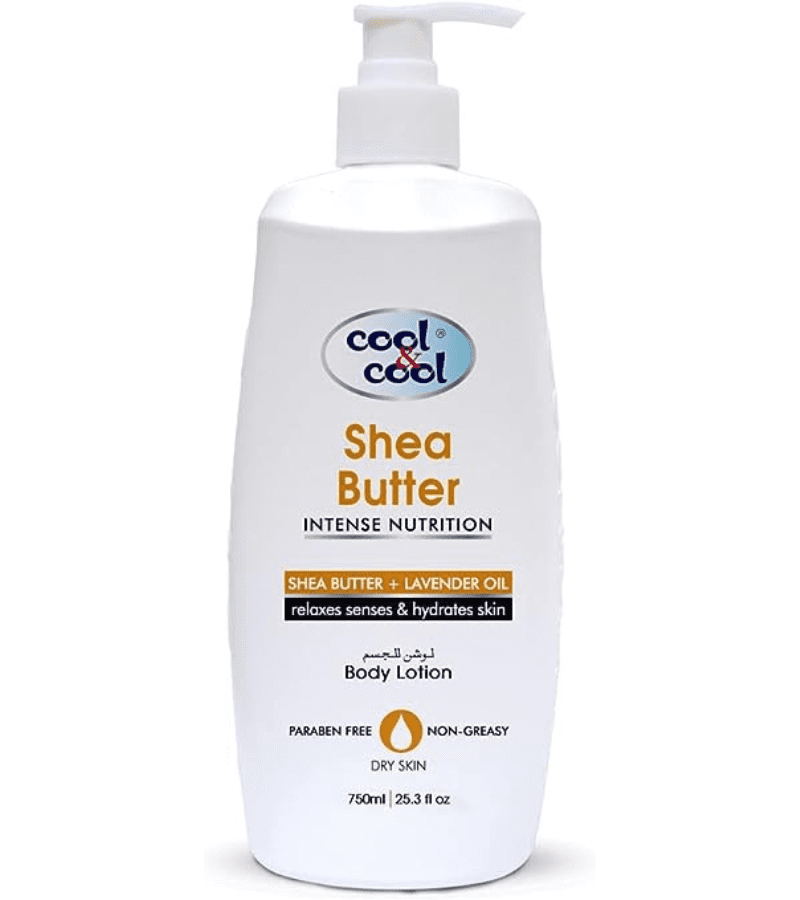 cool ®
&
cool
Shea
Butter
INTENSE NUTRITION
SHEA BUTTER + LAVENDER OIL
relaxes senses & hydrates skin
لوشن للجسم
Body Lotion
PARABEN FREE NON-GREASY
DRY SKIN
750ml | 25.3 fl oz